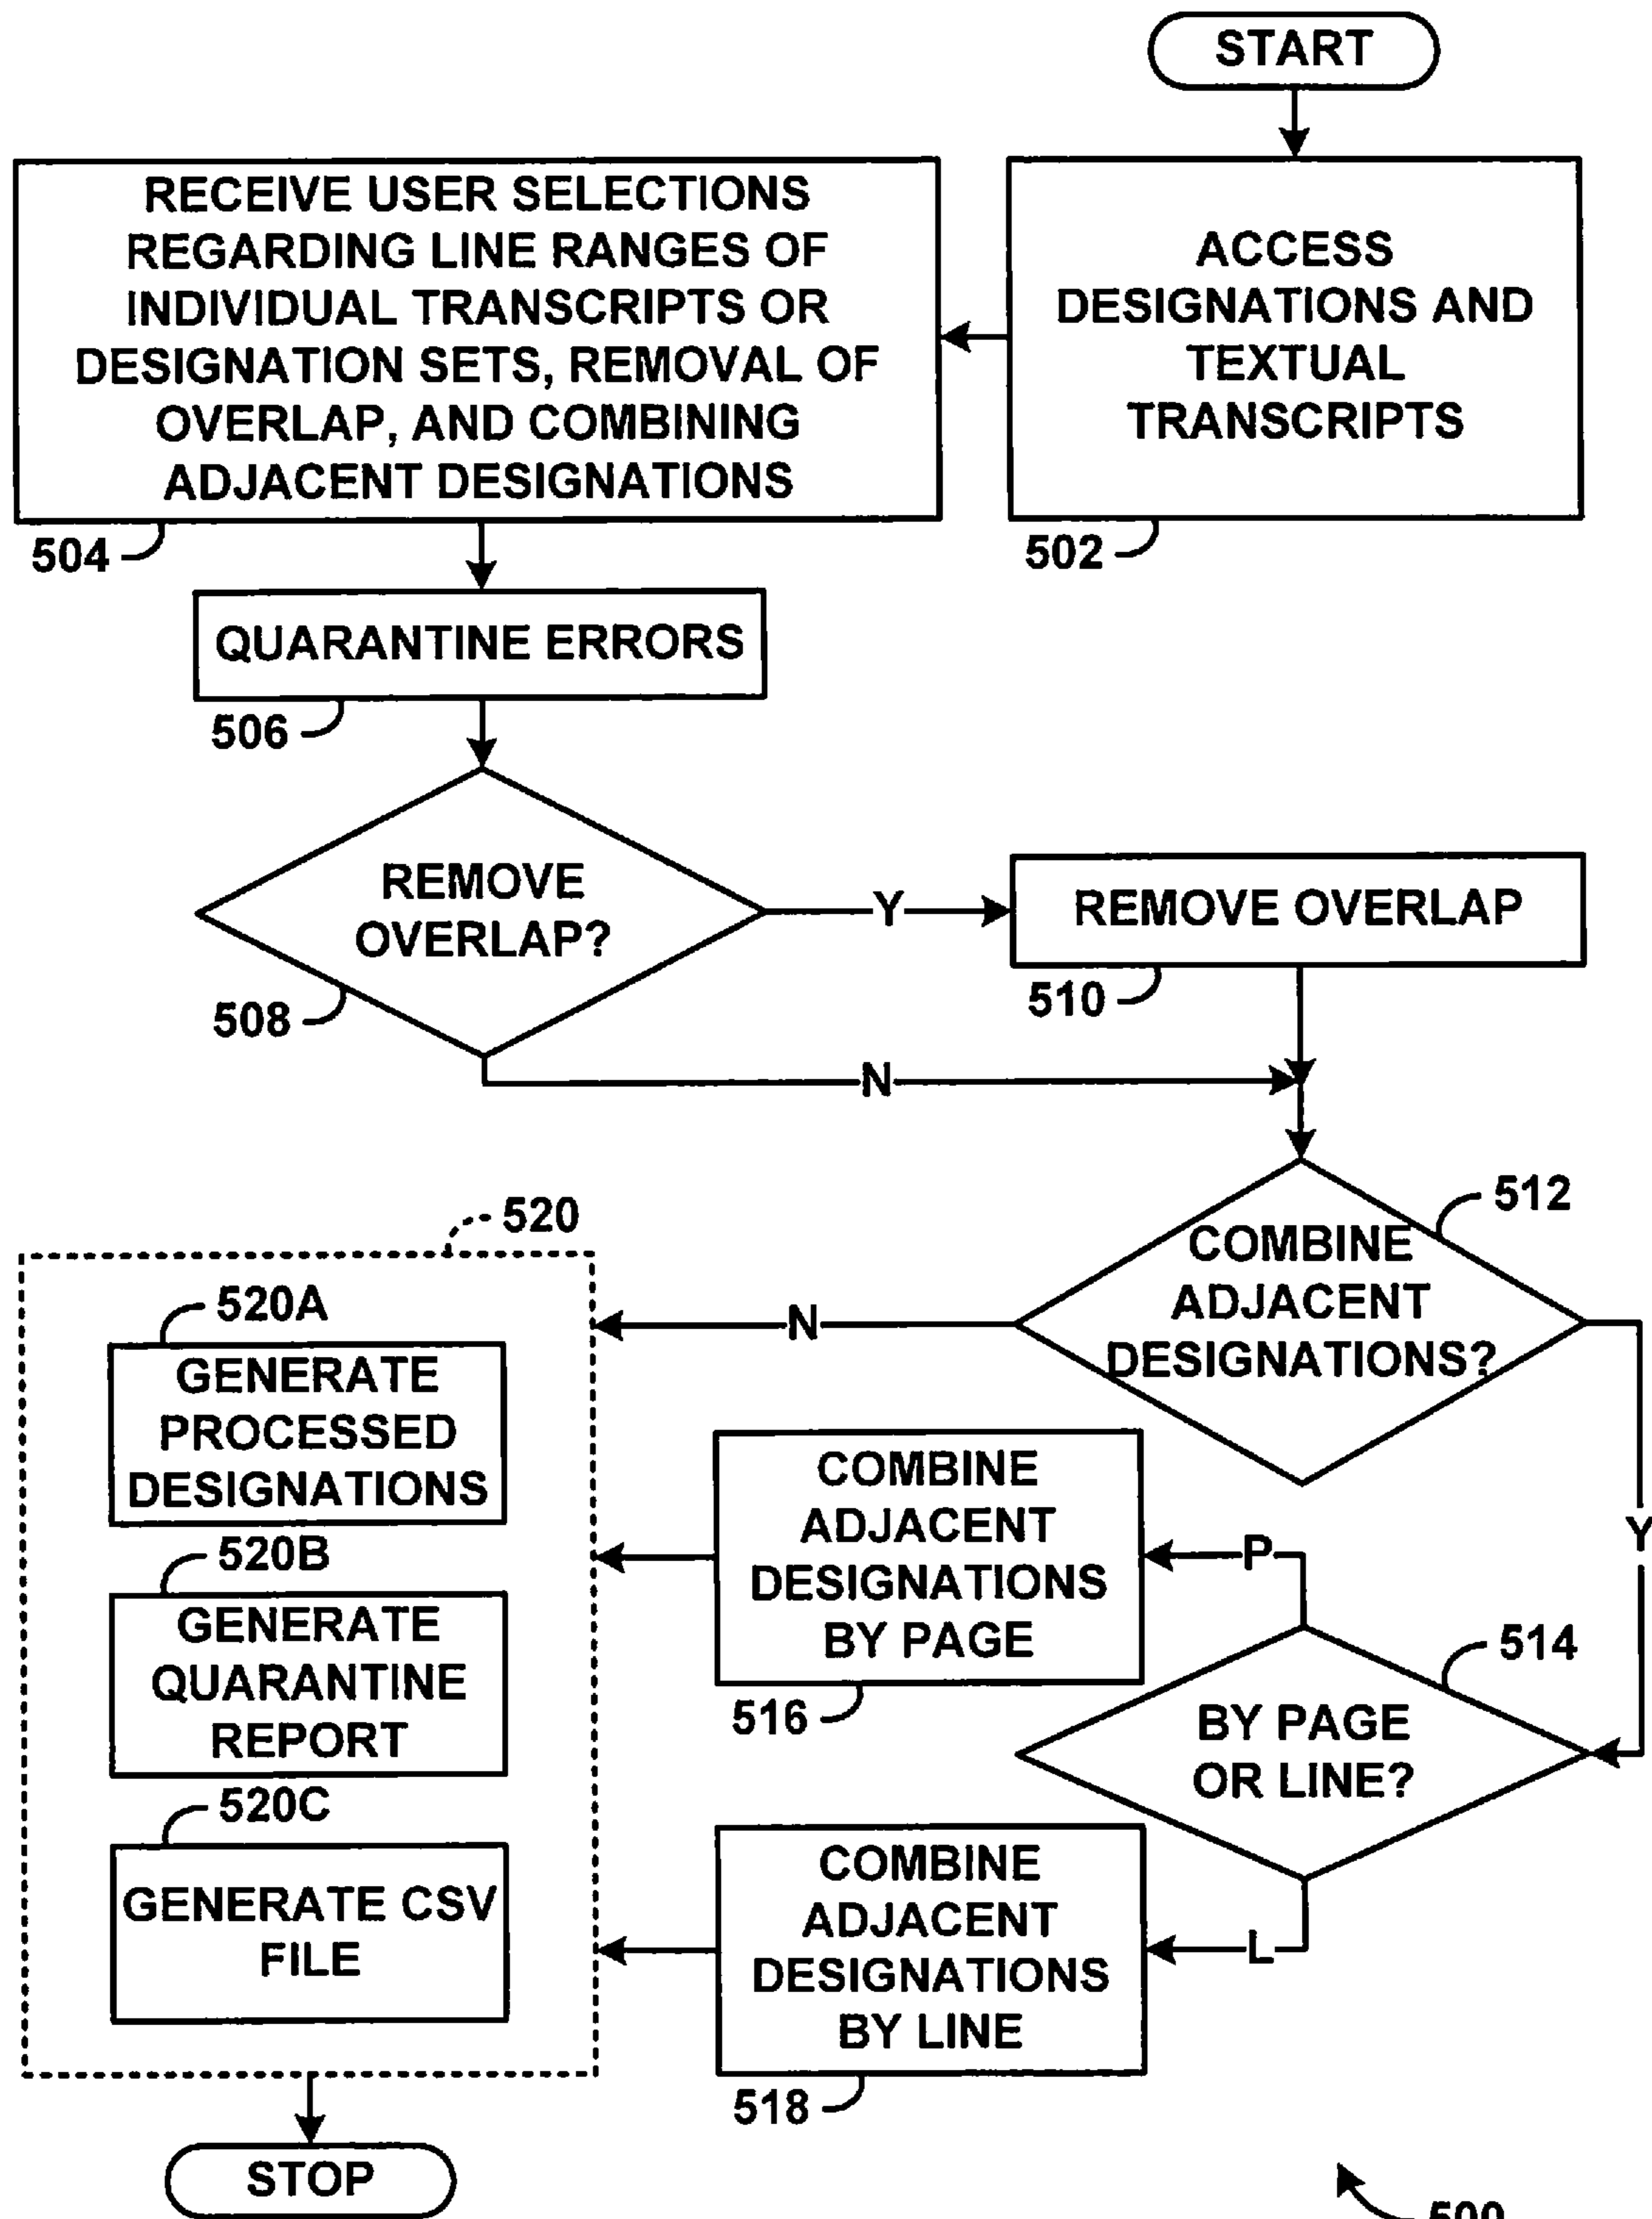 START
ACCESS
DESIGNATIONS AND
TEXTUAL
TRANSCRIPTS
502
RECEIVE USER SELECTIONS
REGARDING LINE RANGES OF
INDIVIDUAL TRANSCRIPTS OR
DESIGNATION SETS, REMOVAL OF
OVERLAP, AND COMBINING
ADJACENT DESIGNATIONS
504
QUARANTINE ERRORS
506
REMOVE
OVERLAP?
508
Y
REMOVE OVERLAP
510
N
COMBINE
ADJACENT
DESIGNATIONS?
512
N
Y
BY PAGE
OR LINE?
514
P
COMBINE
ADJACENT
DESIGNATIONS
BY PAGE
516
L
COMBINE
ADJACENT
DESIGNATIONS
BY LINE
518
520
520A
GENERATE
PROCESSED
DESIGNATIONS
520B
GENERATE
QUARANTINE
REPORT
520C
GENERATE CSV
FILE
STOP
500